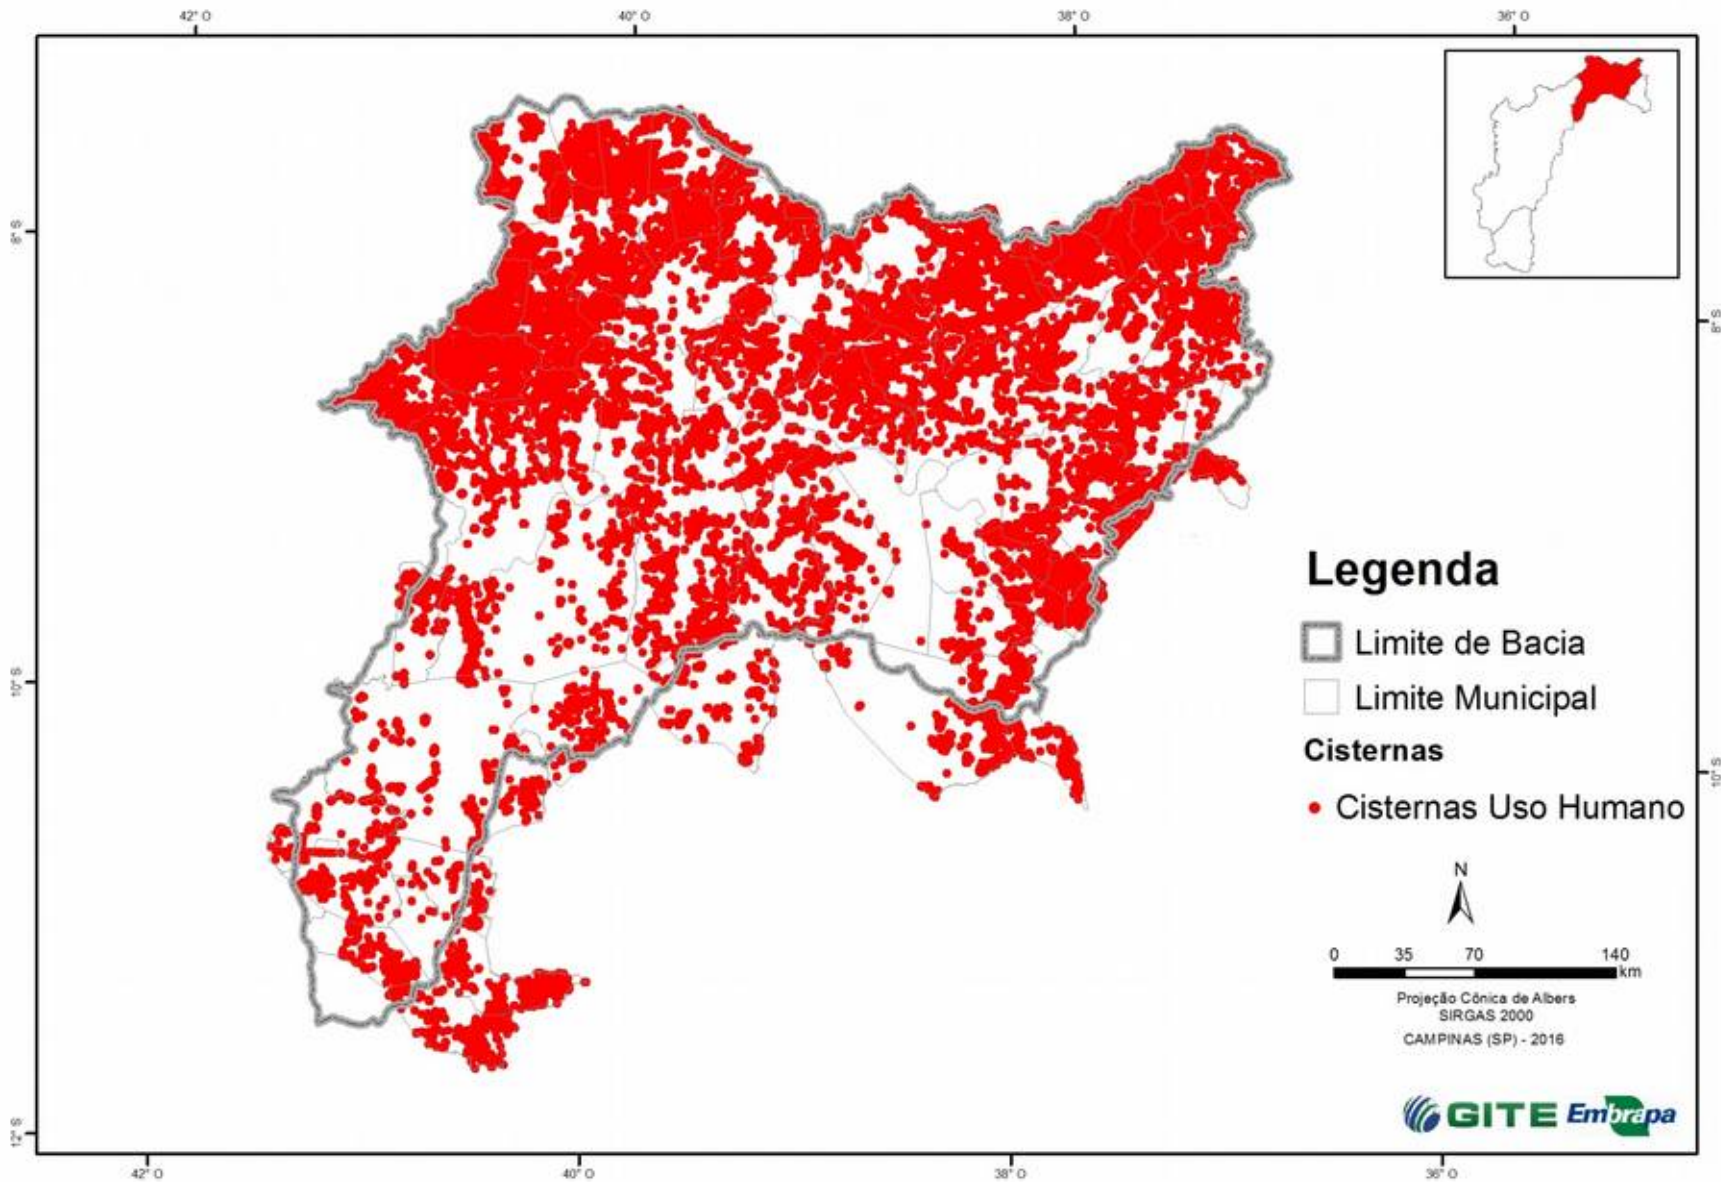 42° O 40° O 38° O 36° O
8° S
8° S
10° S
10° S
12° S
Legenda
Limite de Bacia
Limite Municipal
Cisternas
Cisternas Uso Humano
N
0 35 70 140
km
Projeção Cônica de Albers
SIRGAS 2000
CAMPINAS (SP) - 2016
GITE Embrapa
42° O 40° O 38° O 36° O